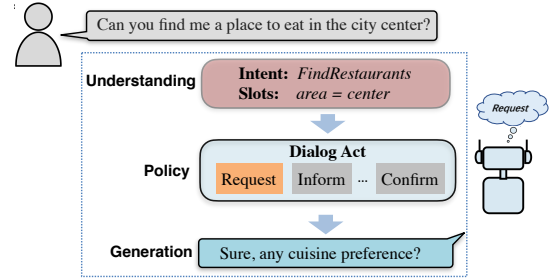 Can you find me a place to eat in the city center?
Understanding
Intent: FindRestaurants
Slots: area = center
Request
Policy
Dialog Act
Request Inform ... Confirm
Generation
Sure, any cuisine preference?